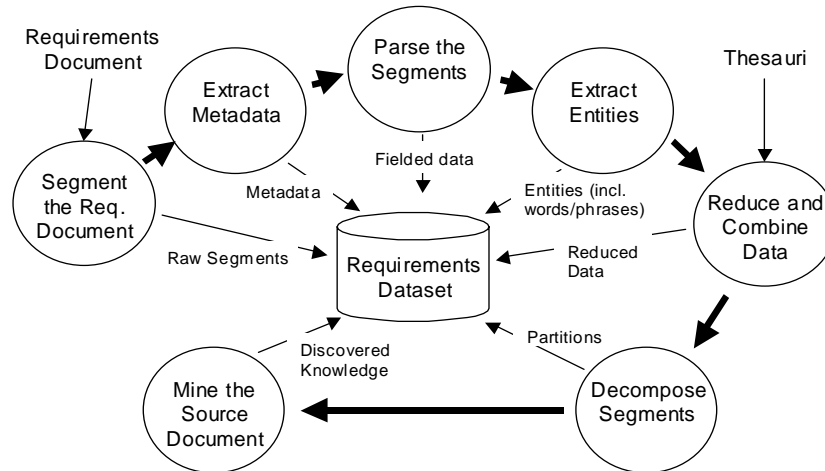 Requirements
Document
Parse the
Segments
Extract
Metadata
Extract
Entities
Thesauri
Segment
the Req.
Document
Metadata
Fielded data
Entities (incl.
words/phrases)
Reduce and
Combine
Data
Raw Segments
Requirements
Dataset
Reduced
Data
Discovered
Knowledge
Partitions
Mine the
Source
Document
Decompose
Segments